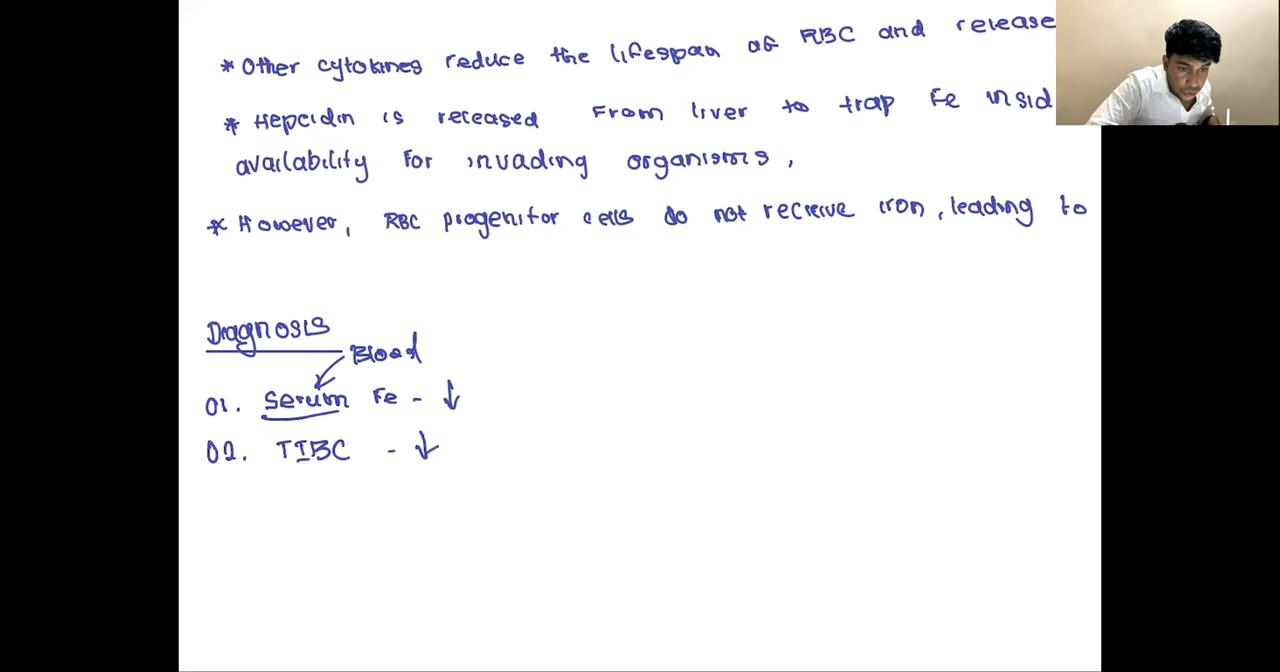 * Other cytokines reduce the lifespan of RBC and release
* Hepcidin is released From liver to trap Fe insid
availability For invading organisms,
* However, RBC progenitor cells do not recieve iron, leading to
Diagnosis
Blood
01. Serum Fe - ↓
02. TIBC - ↓